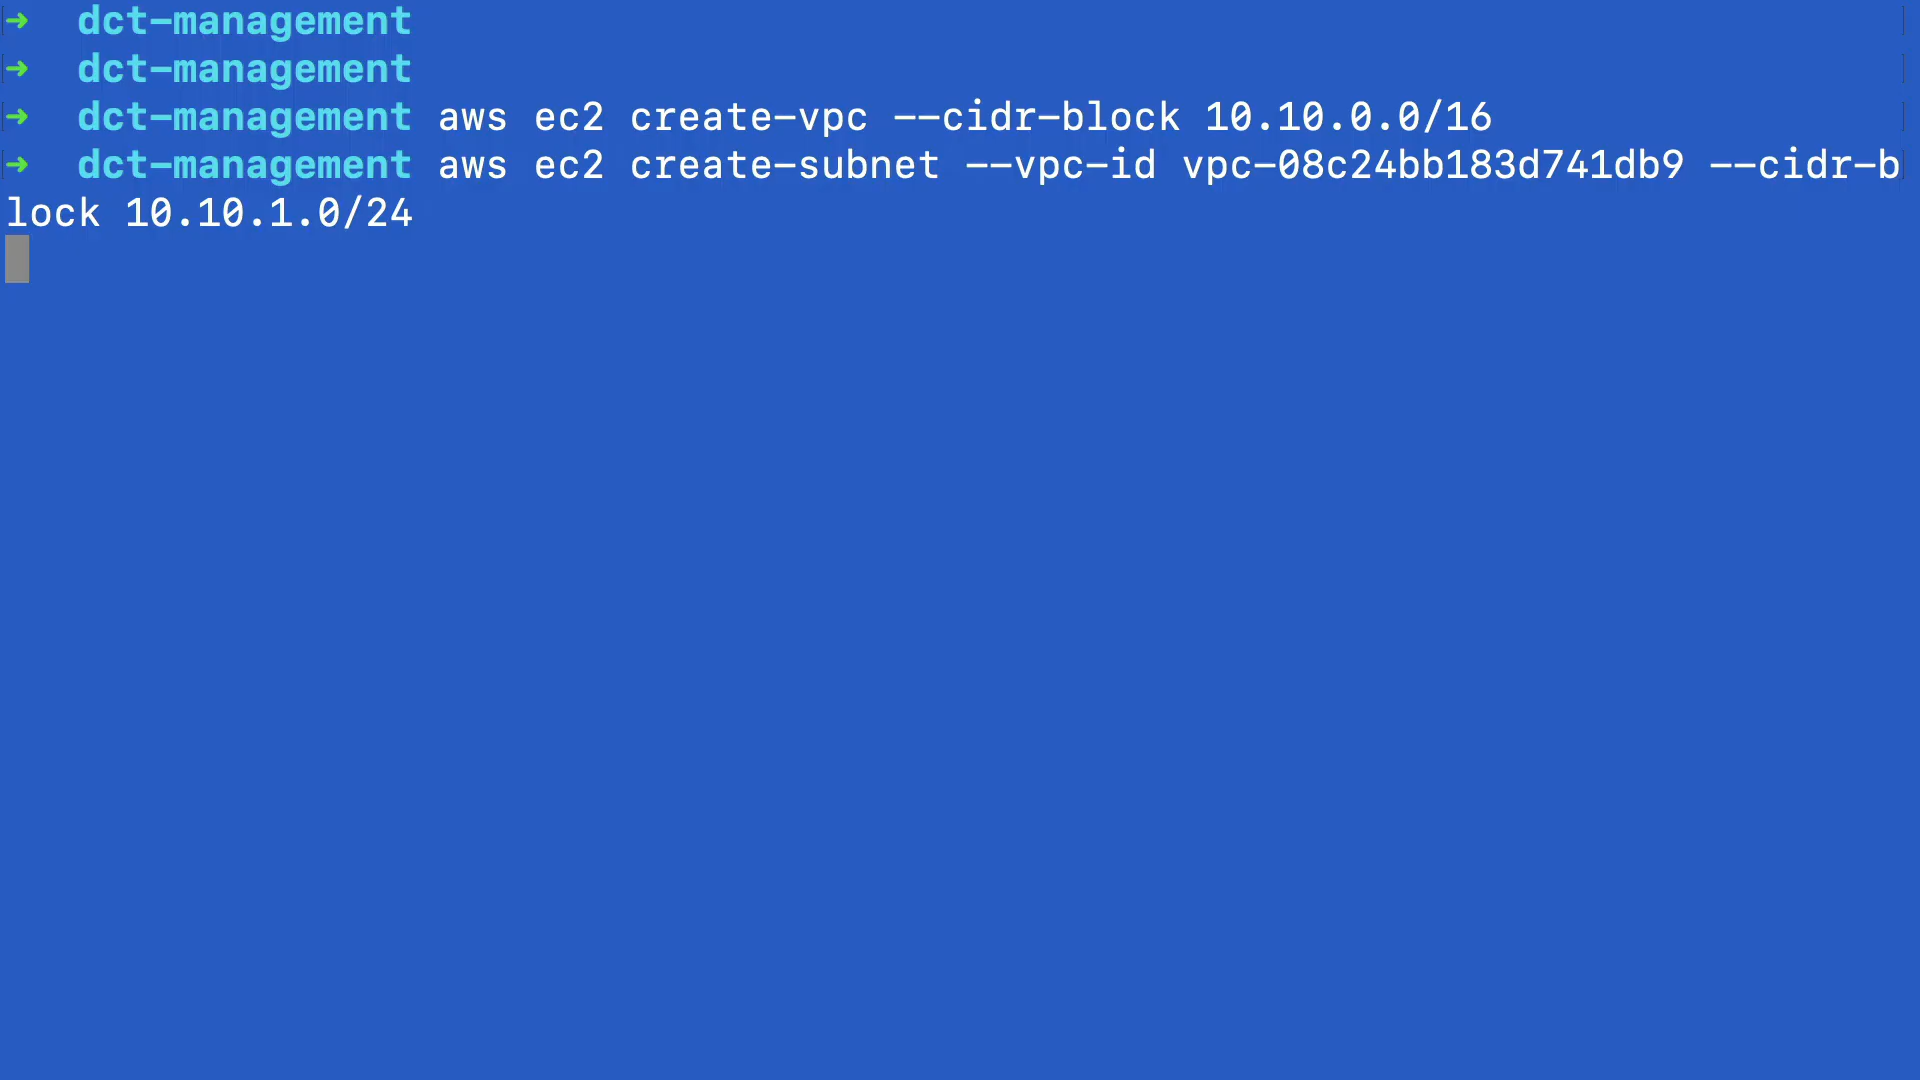 ➜ dct-management
➜ dct-management
➜ dct-management aws ec2 create-vpc --cidr-block 10.10.0.0/16
➜ dct-management aws ec2 create-subnet --vpc-id vpc-08c24bb183d741db9 --cidr-b
lock 10.10.1.0/24